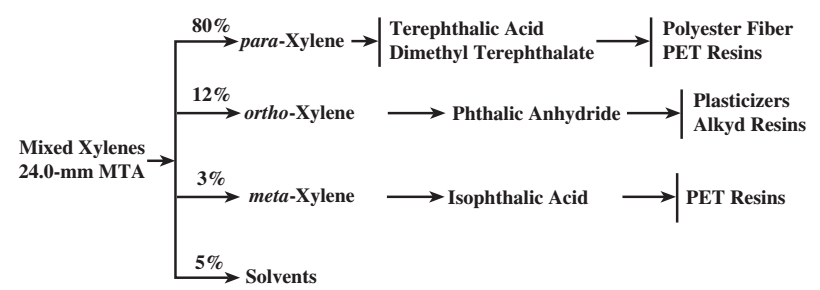 80%
para-Xylene
Terephthalic Acid
Dimethyl Terephthalate
Polyester Fiber
PET Resins
12%
ortho-Xylene
Phthalic Anhydride
Plasticizers
Alkyd Resins
Mixed Xylenes
24.0-mm MTA
3%
meta-Xylene
Isophthalic Acid
PET Resins
5%
Solvents